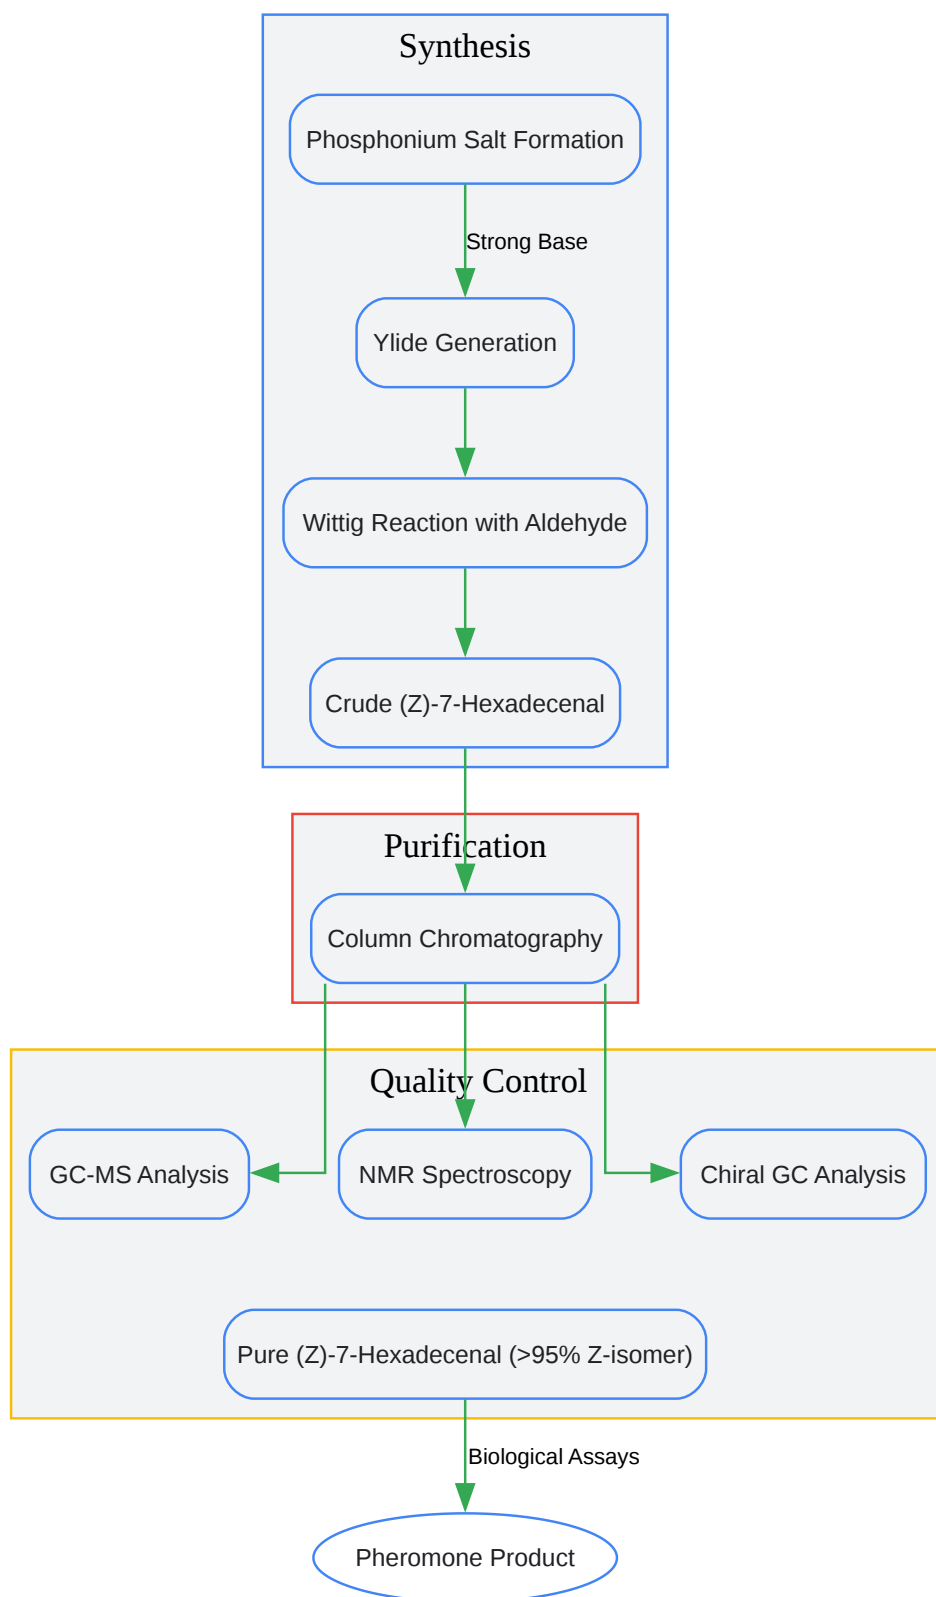 Synthesis
Phosphonium Salt Formation
Strong Base
Ylide Generation
Wittig Reaction with Aldehyde
Crude (Z)-7-Hexadecenal
Purification
Column Chromatography
Quality Control
GC-MS Analysis
NMR Spectroscopy
Chiral GC Analysis
Pure (Z)-7-Hexadecenal (>95% Z-isomer)
Biological Assays
Pheromone Product